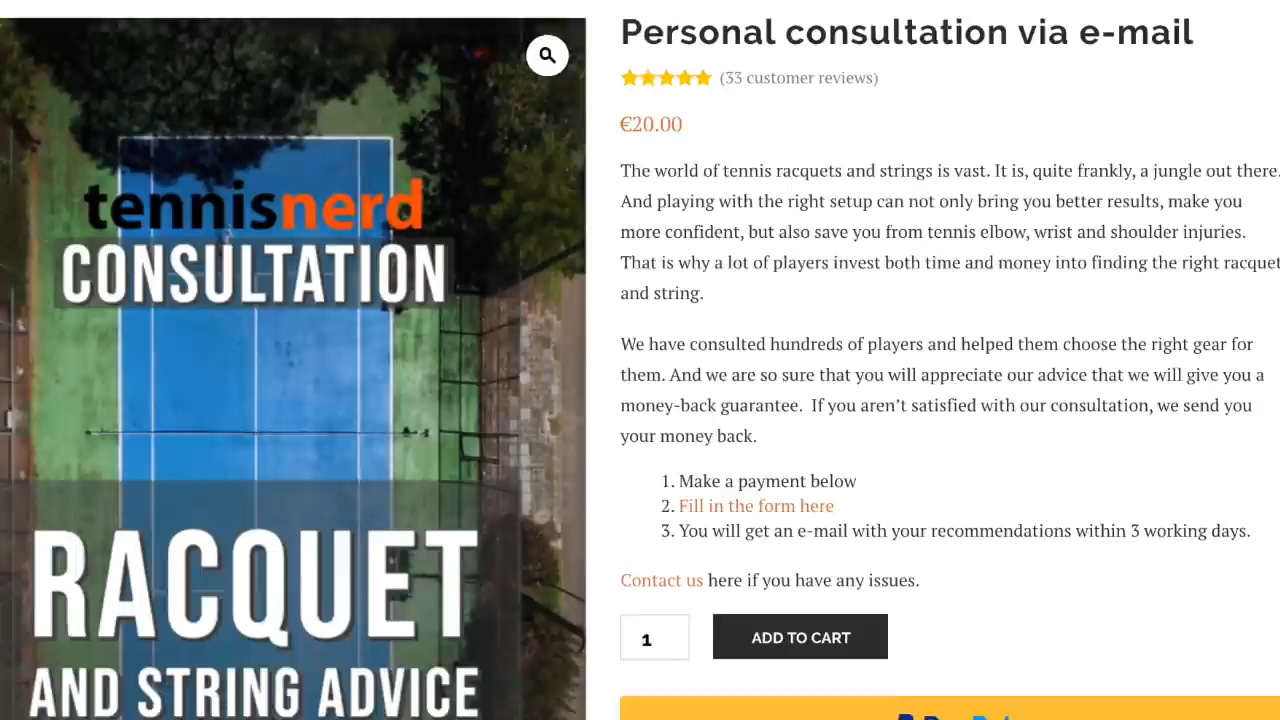 tennisnerd
CONSULTATION
RACQUET
AND STRING ADVICE
Personal consultation via e-mail
(33 customer reviews)
€20.00
The world of tennis racquets and strings is vast. It is, quite frankly, a jungle out there.
And playing with the right setup can not only bring you better results, make you
more confident, but also save you from tennis elbow, wrist and shoulder injuries.
That is why a lot of players invest both time and money into finding the right racquet
and string.
We have consulted hundreds of players and helped them choose the right gear for
them. And we are so sure that you will appreciate our advice that we will give you a
money-back guarantee.  If you aren’t satisfied with our consultation, we send you
your money back.
1. Make a payment below
2. Fill in the form here
3. You will get an e-mail with your recommendations within 3 working days.
Contact us here if you have any issues.
1 ADD TO CART